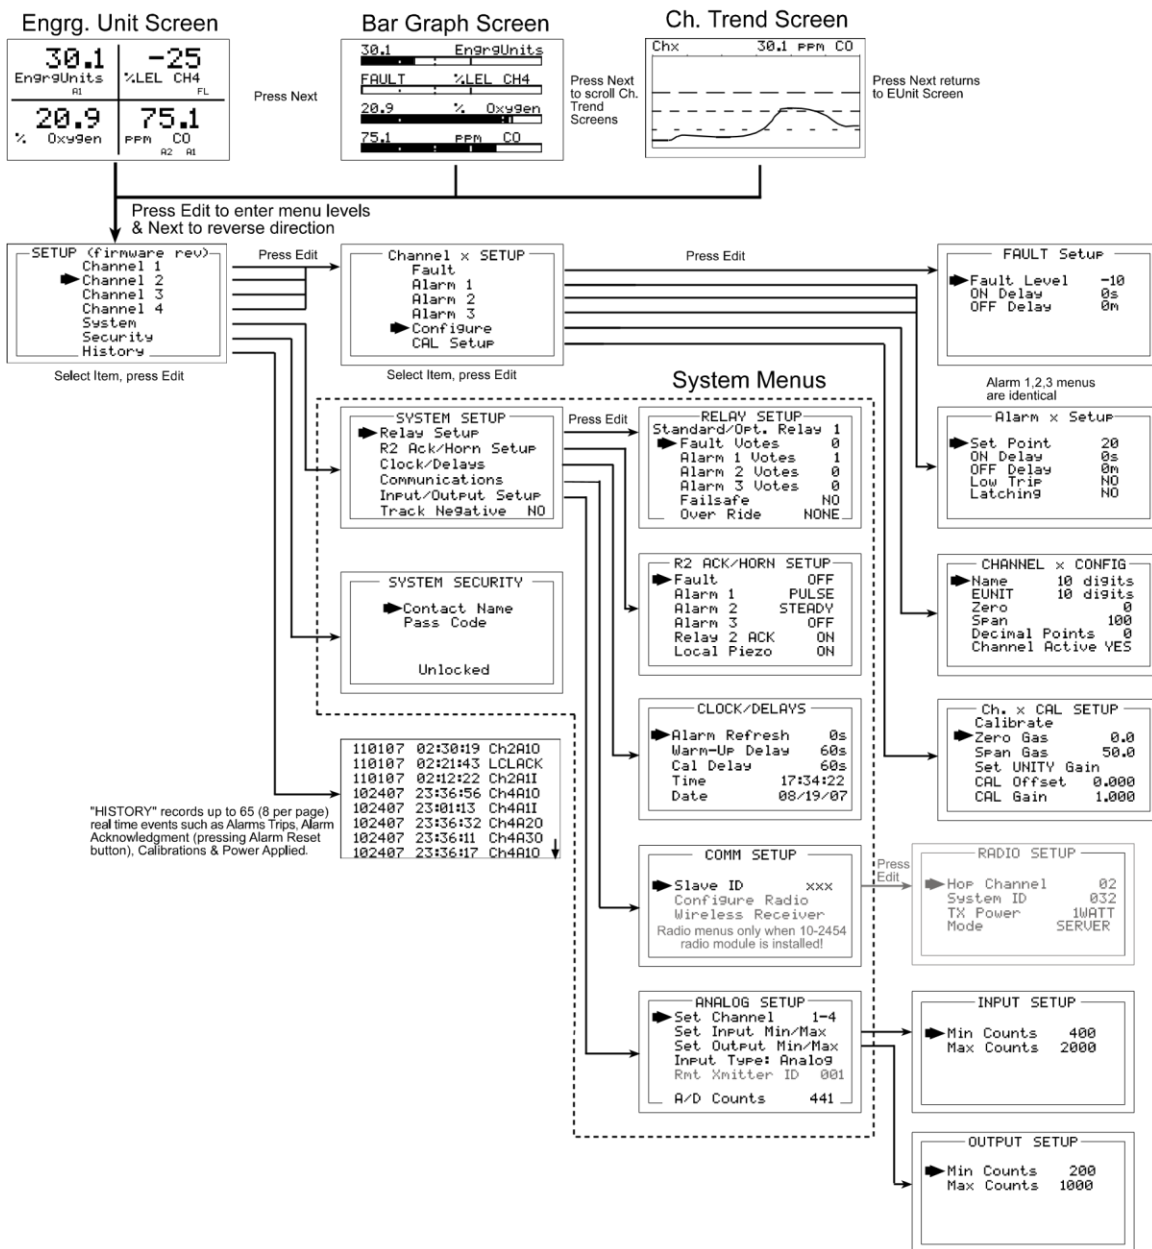 Engrg. Unit Screen
30.1
EngrgUnits
A1
-25
%LEL CH4
FL
20.9
% Oxygen
75.1
ppm CO
A2 A1
Press Next
Bar Graph Screen
30.1 EngrgUnits
FAULT %LEL CH4
20.9 % Oxygen
75.1 ppm CO
Press Next
to scroll Ch.
Trend
Screens
Ch. Trend Screen
Chx 30.1 ppm CO
Press Next returns
to EUnit Screen
Press Edit to enter menu levels
& Next to reverse direction
SETUP (firmware rev)
Channel 1
Channel 2
Channel 3
Channel 4
System
Security
History
Select Item, press Edit
Press Edit
Channel x SETUP
Fault
Alarm 1
Alarm 2
Alarm 3
Configure
CAL Setup
Select Item, press Edit
Press Edit
FAULT Setup
Fault Level -10
ON Delay 0s
OFF Delay 0m
Alarm 1,2,3 menus
are identical
Alarm x Setup
Set Point 20
ON Delay 0s
OFF Delay 0m
Low Trip NO
Latching NO
CHANNEL x CONFIG
Name 10 digits
EUNIT 10 digits
Zero 0
Span 100
Decimal Points 0
Channel Active YES
Ch. x CAL SETUP
Calibrate
Zero Gas 0.0
Span Gas 50.0
Set UNITY Gain
CAL Offset 0.000
CAL Gain 1.000
System Menus
SYSTEM SETUP
Relay Setup
R2 Ack/Horn Setup
Clock/Delays
Communications
Input/Output Setup
Track Negative NO
Press Edit
RELAY SETUP
Standard/Opt. Relay 1
Fault Votes 0
Alarm 1 Votes 1
Alarm 2 Votes 0
Alarm 3 Votes 0
Failsafe NO
Over Ride NONE
R2 ACK/HORN SETUP
Fault OFF
Alarm 1 PULSE
Alarm 2 STEADY
Alarm 3 OFF
Relay 2 ACK ON
Local Piezo ON
SYSTEM SECURITY
Contact Name
Pass Code
Unlocked
CLOCK/DELAYS
Alarm Refresh 0s
Warm-Up Delay 60s
Cal Delay 60s
Time 17:34:22
Date 08/19/07
110107 02:30:19 Ch2A1O
110107 02:21:43 LCLACK
110107 02:12:22 Ch2A1I
102407 23:36:56 Ch4A1O
102407 23:01:13 Ch4A1I
102407 23:36:32 Ch4A2O
102407 23:36:11 Ch4A3O
102407 23:36:17 Ch4A1O
"HISTORY" records up to 65 (8 per page)
real time events such as Alarms Trips, Alarm
Acknowledgment (pressing Alarm Reset
button), Calibrations & Power Applied.
COMM SETUP
Slave ID xxx
Configure Radio
Wireless Receiver
Radio menus only when 10-2454
radio module is installed!
Press
Edit
RADIO SETUP
Hop Channel 02
System ID 032
TX Power 1WATT
Mode SERVER
ANALOG SETUP
Set Channel 1-4
Set Input Min/Max
Set Output Min/Max
Input Type: Analog
Rmt Xmitter ID 001
A/D Counts 441
INPUT SETUP
Min Counts 400
Max Counts 2000
OUTPUT SETUP
Min Counts 200
Max Counts 1000